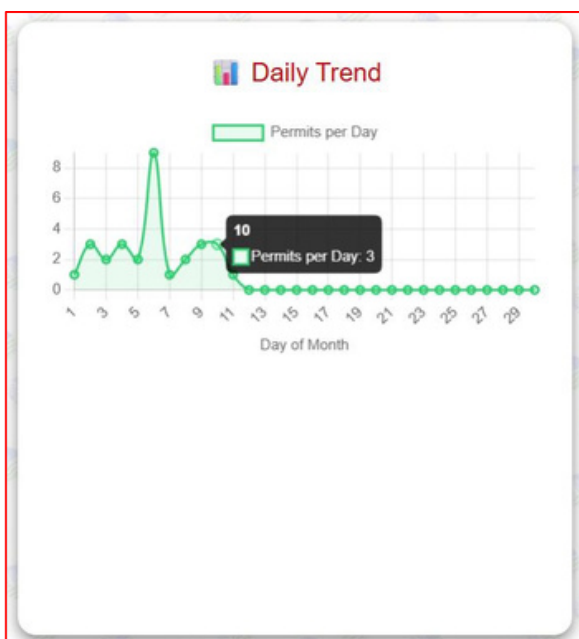 📊 Daily Trend
Permits per Day
8
6
4
2
0
10
Permits per Day: 3
1 3 5 7 9 11 13 15 17 19 21 23 25 27 29
Day of Month